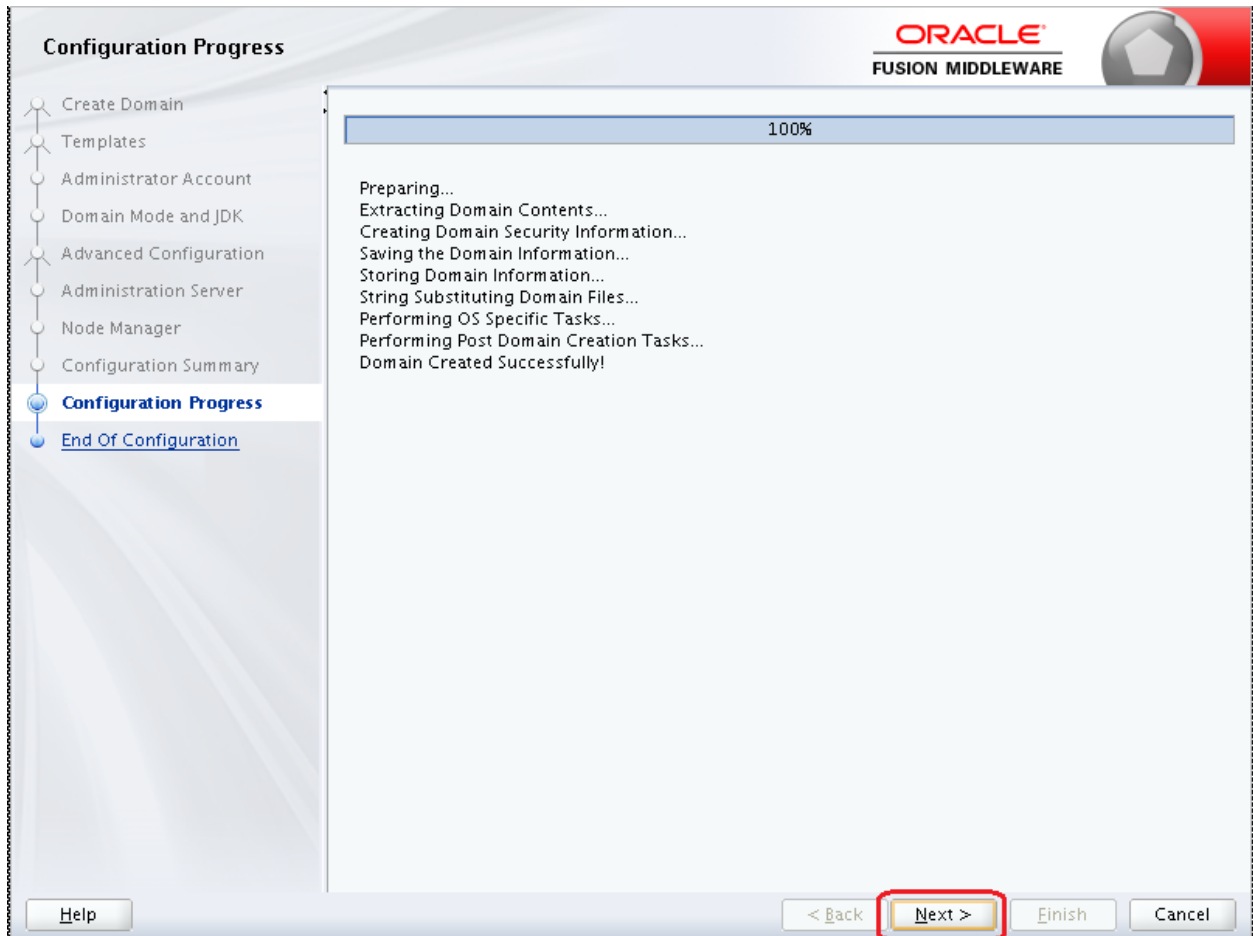 Configuration Progress
ORACLE
FUSION MIDDLEWARE
Create Domain
Templates
Administrator Account
Domain Mode and JDK
Advanced Configuration
Administration Server
Node Manager
Configuration Summary
Configuration Progress
End Of Configuration
100%
Preparing...
Extracting Domain Contents...
Creating Domain Security Information...
Saving the Domain Information...
Storing Domain Information...
String Substituting Domain Files...
Performing OS Specific Tasks...
Performing Post Domain Creation Tasks...
Domain Created Successfully!
Help
< Back
Next >
Finish
Cancel